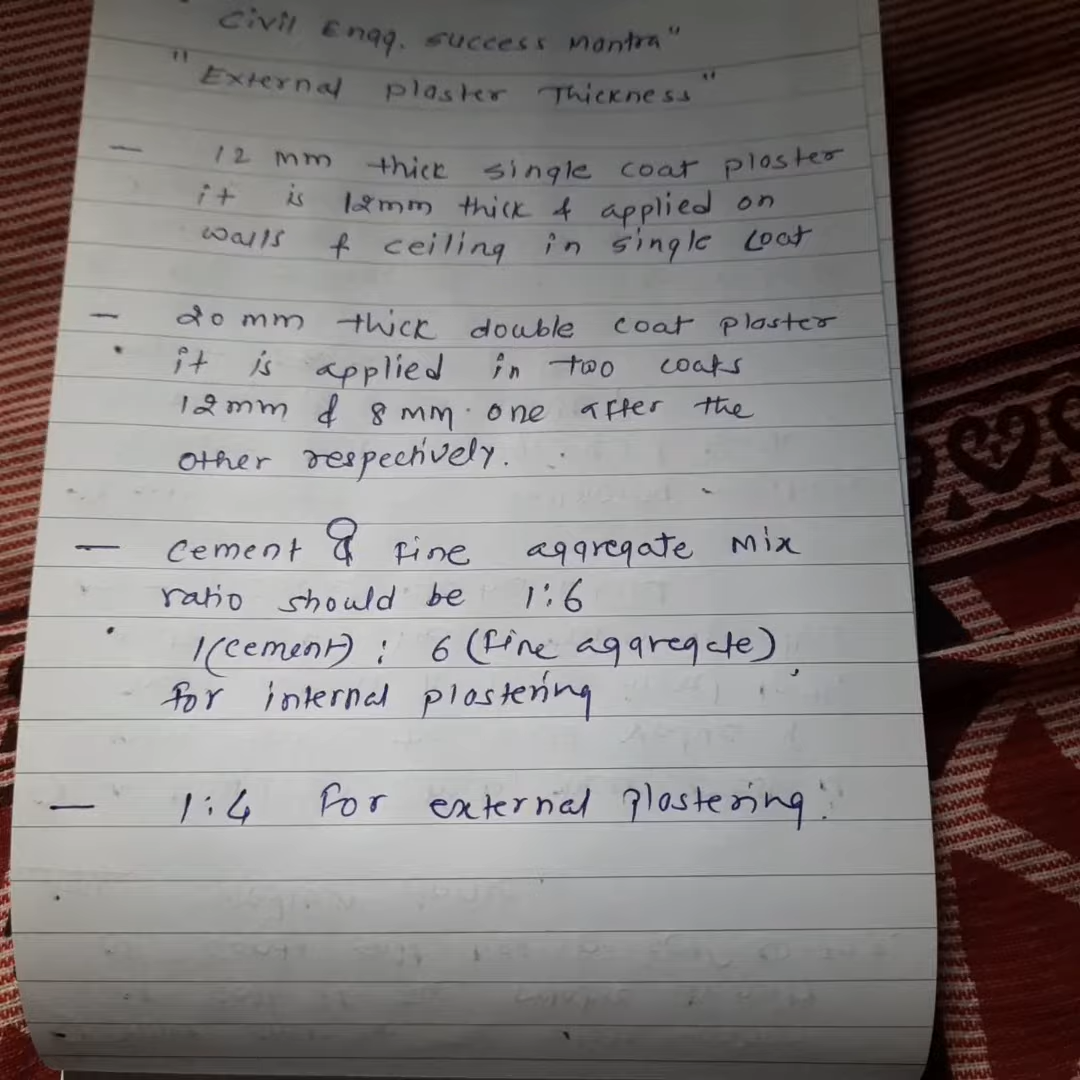 Civil Engg. success Mantra"
"External plaster Thickness"
— 12 mm thick single coat plaster
it is 12mm thick & applied on
walls & ceiling in single coat
— 20 mm thick double coat plaster
it is applied in two coats
12mm & 8 mm. one after the
other respectively.
— cement & fine aggregate Mix
ratio should be 1:6
1(cement) : 6 (fine aggregate)
for internal plastering
— 1:4 for external plastering.